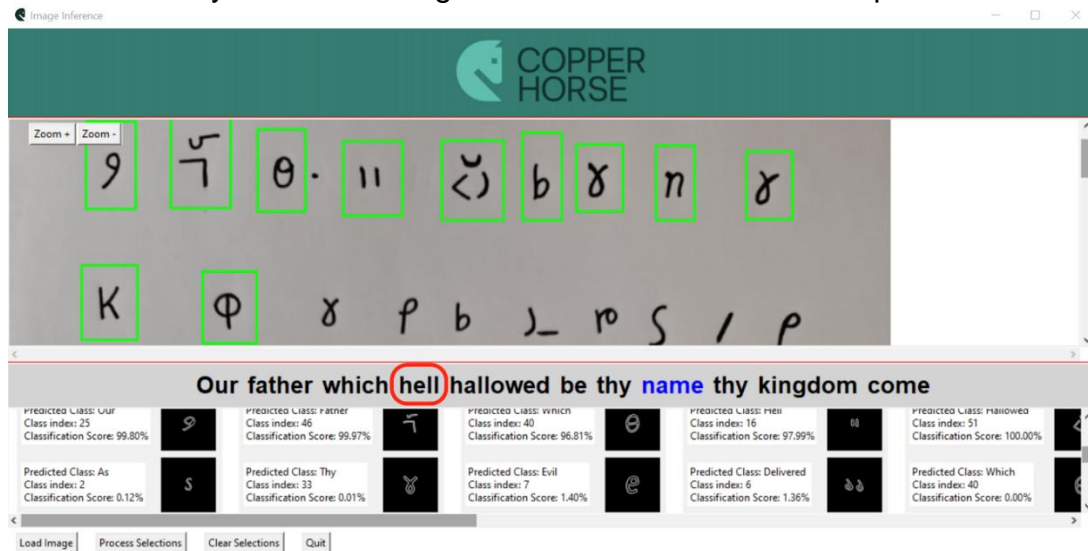 Image Inference
COPPER
HORSE
Zoom + Zoom -
Our father which hell hallowed be thy name thy kingdom come
Predicted Class: Our Predicted Class: Father Predicted Class: Which Predicted Class: Hell Predicted Class: Hallowed
Class index: 25 Class index: 46 Class index: 40 Class index: 16 Class index: 51
Classification Score: 99.80% Classification Score: 99.97% Classification Score: 96.81% Classification Score: 97.99% Classification Score: 100.00%
Predicted Class: As Predicted Class: Thy Predicted Class: Evil Predicted Class: Delivered Predicted Class: Which
Class index: 2 Class index: 33 Class index: 7 Class index: 6 Class index: 40
Classification Score: 0.12% Classification Score: 0.01% Classification Score: 1.40% Classification Score: 1.36% Classification Score: 0.00%
Load Image Process Selections Clear Selections Quit